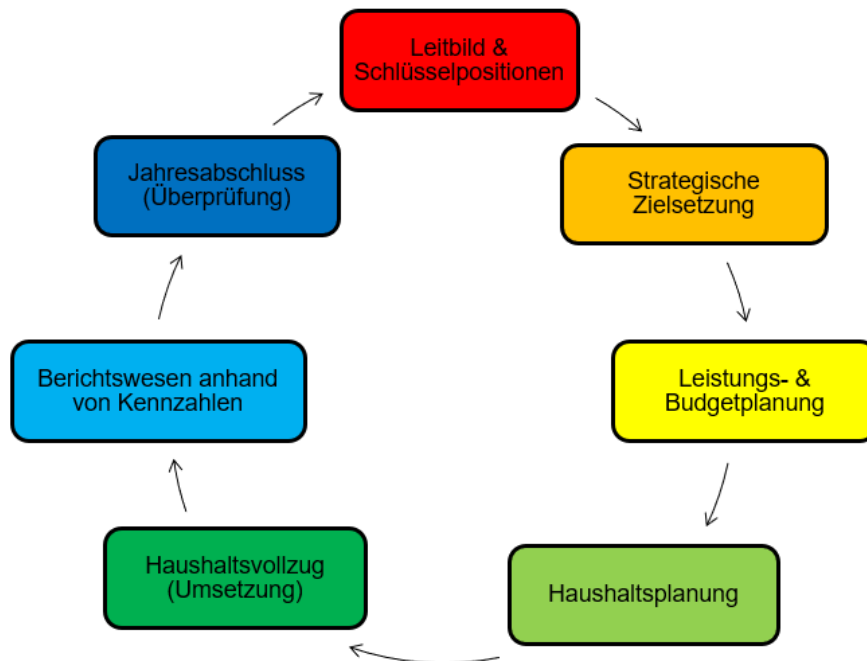 Leitbild &
Schlüsselpositionen
Strategische
Zielsetzung
Leistungs- &
Budgetplanung
Haushaltsplanung
Haushaltsvollzug
(Umsetzung)
Berichtswesen anhand
von Kennzahlen
Jahresabschluss
(Überprüfung)